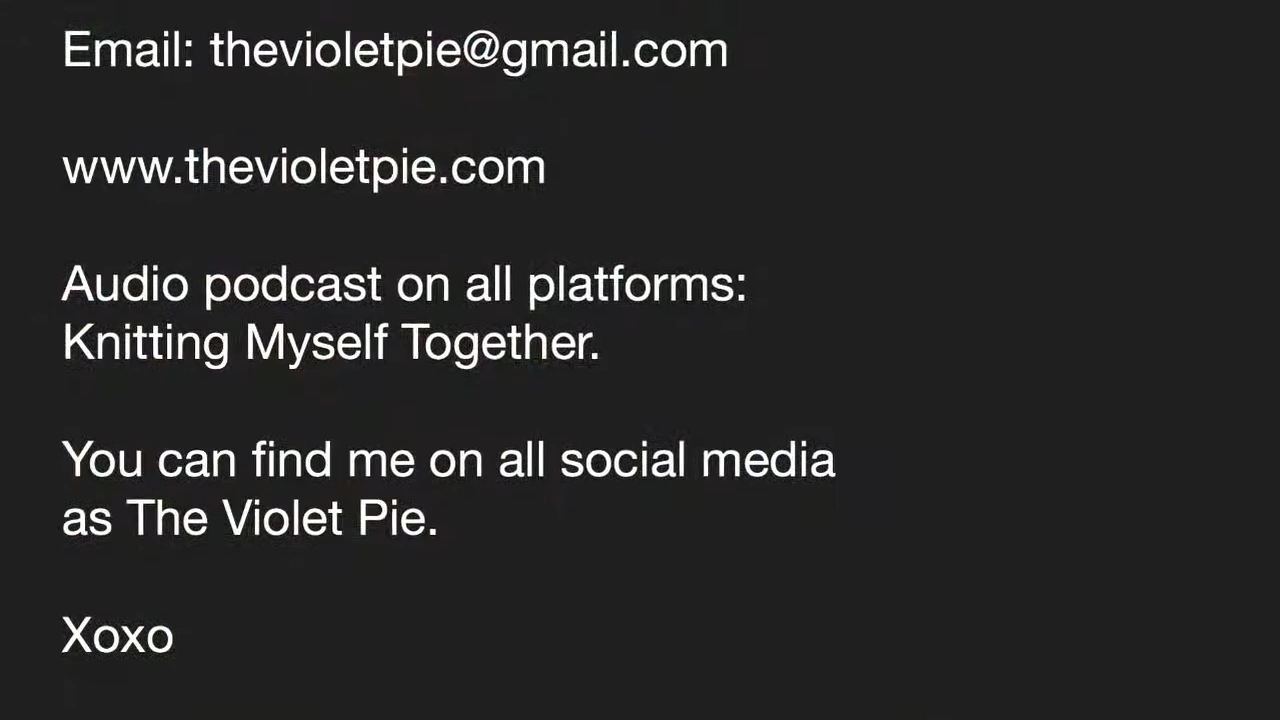 Email: thevioletpie@gmail.com
www.thevioletpie.com
Audio podcast on all platforms:
Knitting Myself Together.
You can find me on all social media
as The Violet Pie.
Xoxo